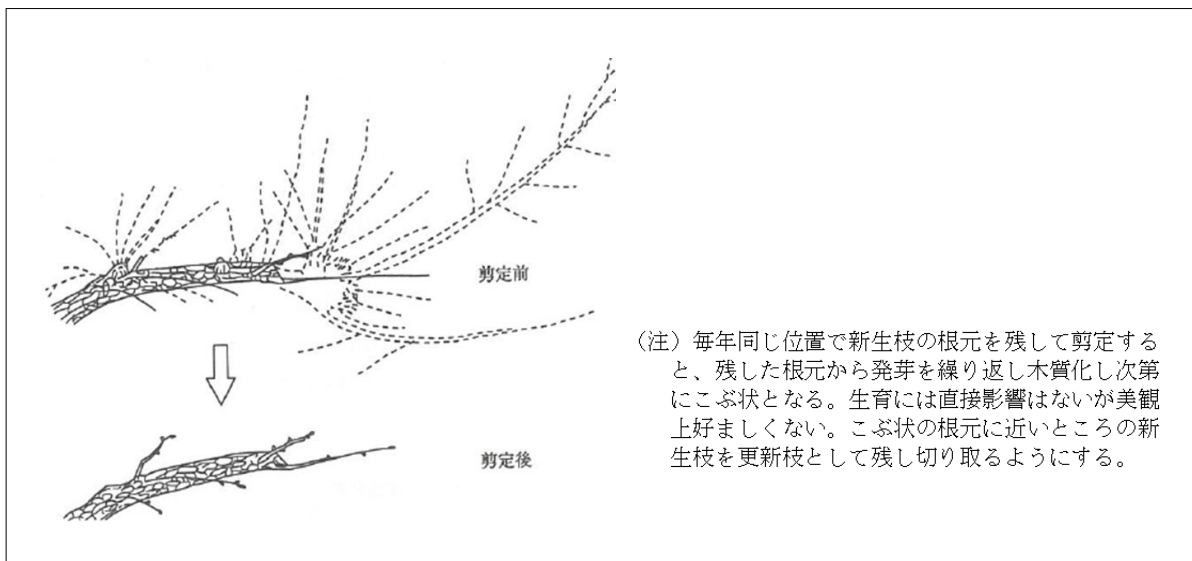 剪定前
(注)毎年同じ位置で新生枝の根元を残して剪定する
と、残した根元から発芽を繰り返し木質化し次第
にこぶ状となる。生育には直接影響はないが美観
上好ましくない。こぶ状の根元に近いところの新
生枝を更新枝として残し切り取るようにする。
剪定後